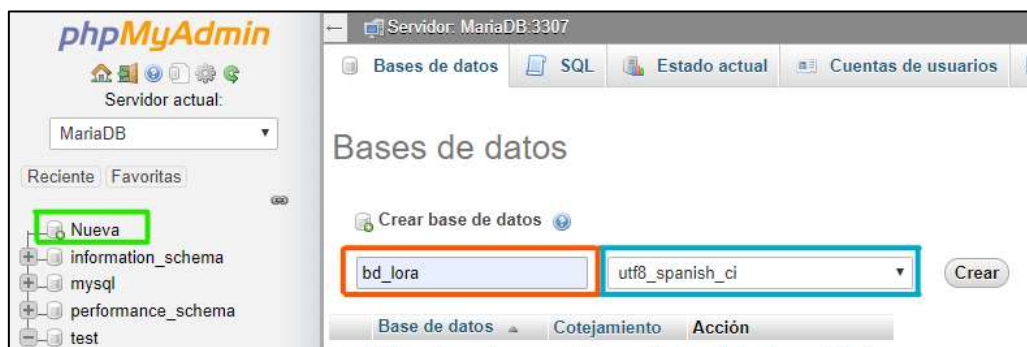 phpMyAdmin
Servidor actual:
MariaDB
Reciente Favoritas
Nueva
information_schema
mysql
performance_schema
test
Servidor: MariaDB:3307
Bases de datos SQL Estado actual Cuentas de usuarios
Bases de datos
Crear base de datos
bd_lora utf8_spanish_ci Crear
Base de datos Cotejamiento Acción